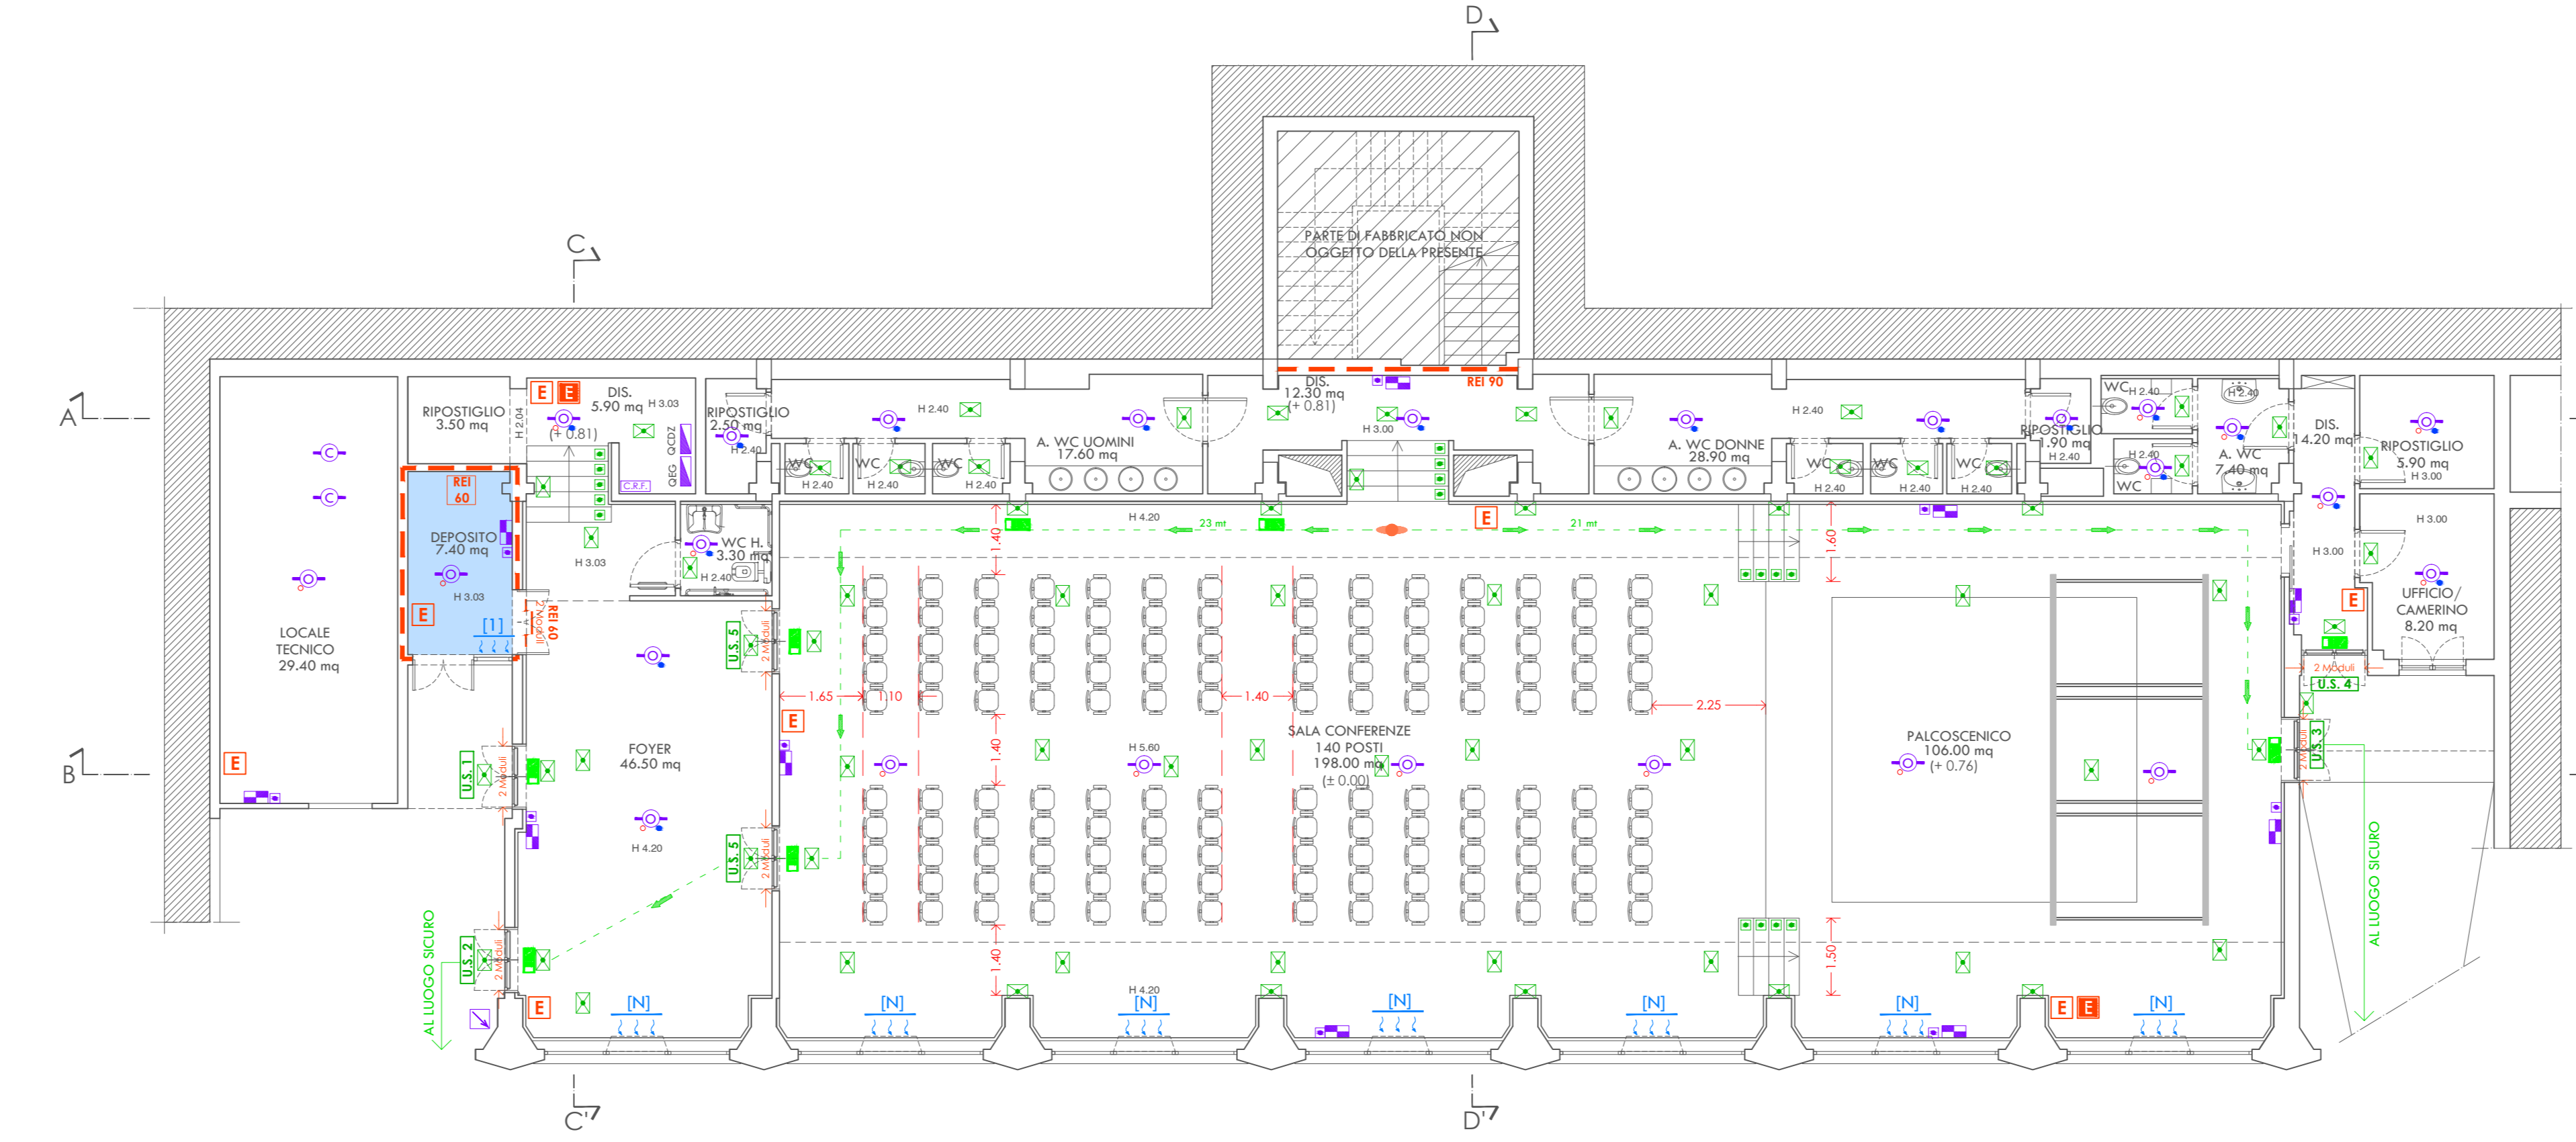 D
PARTE DI FABBRICATO NON
OGGETTO DELLA PRESENTE
C
A
RIPOSTIGLIO
3.50 mq
H 2.04
E
E
DIS.
5.90 mq
H 3.03
(+ 0.81)
QCDZ
QEG
C.R.F.
RIPOSTIGLIO
2.50 mq
H 2.40
H 2.40
WC
H 2.40
WC
H 2.40
WC
H 2.40
A. WC UOMINI
17.60 mq
DIS.
12.30 mq
(+ 0.81)
H 3.00
REI 90
A. WC DONNE
28.90 mq
H 2.40
WC
H 2.40
WC
H 2.40
WC
H 2.40
RIPOSTIGLIO
1.90 mq
H 2.40
WC
H 2.40
H 2.40
WC
H 2.40
A. WC
7.40 mq
DIS.
14.20 mq
H 3.00
RIPOSTIGLIO
5.90 mq
H 3.00
H 3.00
UFFICIO/
CAMERINO
8.20 mq
E
REI
60
DEPOSITO
7.40 mq
H 3.03
E
[1]
REI 60
2 Moduli
H 3.03
WC H.
3.30 mq
H 2.40
LOCALE
TECNICO
29.40 mq
E
B
FOYER
46.50 mq
H 4.20
U.S. 5
2 Moduli
U.S. 5
2 Moduli
U.S. 1
2 Moduli
U.S. 2
2 Moduli
AL LUOGO SICURO
E
E
H 4.20
23 mt
E
21 mt
1.40
1.60
1.65
1.10
1.40
2.25
1.40
H 5.60
SALA CONFERENZE
140 POSTI
198.00 mq
(± 0.00)
PALCOSCENICO
106.00 mq
(+ 0.76)
2 Moduli
U.S. 4
2 Moduli
U.S. 3
AL LUOGO SICURO
1.40
H 4.20
1.50
E
E
[N]
[N]
[N]
[N]
[N]
[N]
[N]
C'
D'